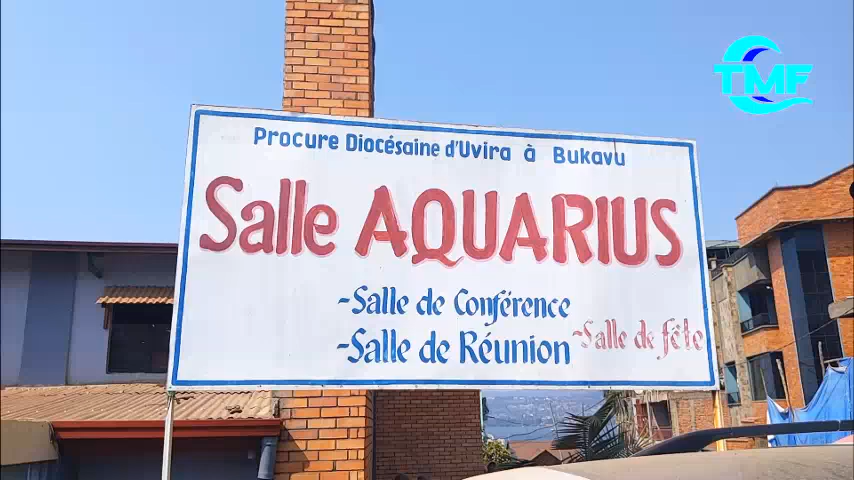 TMF
Procure Diocésaine d'Uvira à Bukavu
Salle AQUARIUS
-Salle de Conférence
-Salle de Réunion
-Salle de fête